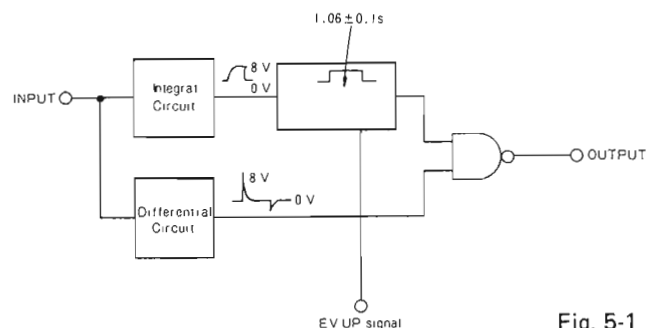 1.06±0.1s
8 V
0 V
Integral
Circuit
INPUT
OUTPUT
8 V
0 V
Differential
Circuit
EV UP signal
Fig. 5-1